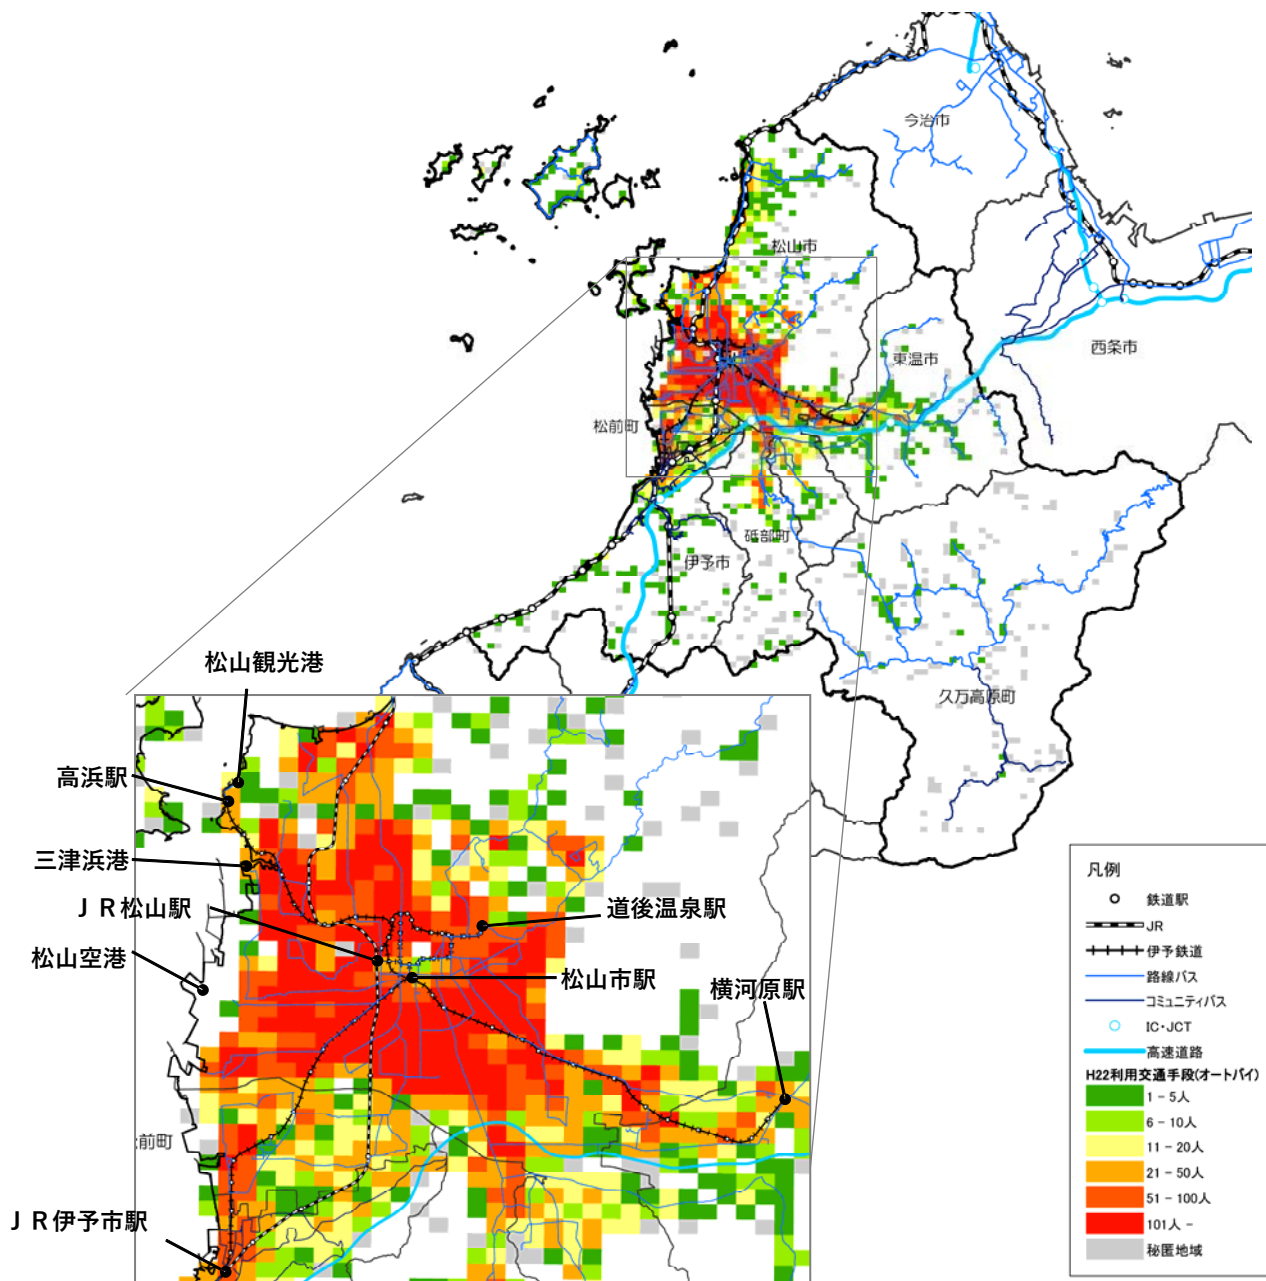 今治市
松山市
東温市
西条市
松前町
砥部町
伊予市
久万高原町
松山観光港
高浜駅
三津浜港
JR松山駅
松山空港
道後温泉駅
松山市駅
横河原駅
前町
JR伊予市駅
凡例
鉄道駅
JR
伊予鉄道
路線バス
コミュニティバス
IC・JCT
高速道路
H22利用交通手段(オートバイ)
1 - 5人
6 - 10人
11 - 20人
21 - 50人
51 - 100人
101人 -
秘匿地域